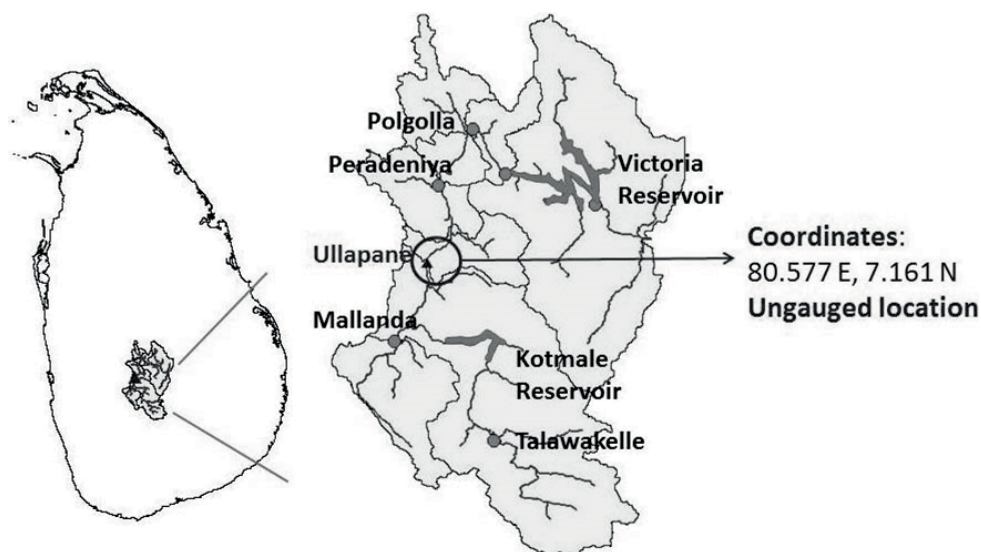 Polgolla
Peradeniya
Victoria
Reservoir
Ullapane
Coordinates:
80.577 E, 7.161 N
Ungauged location
Mallanda
Kotmale
Reservoir
Talawakelle